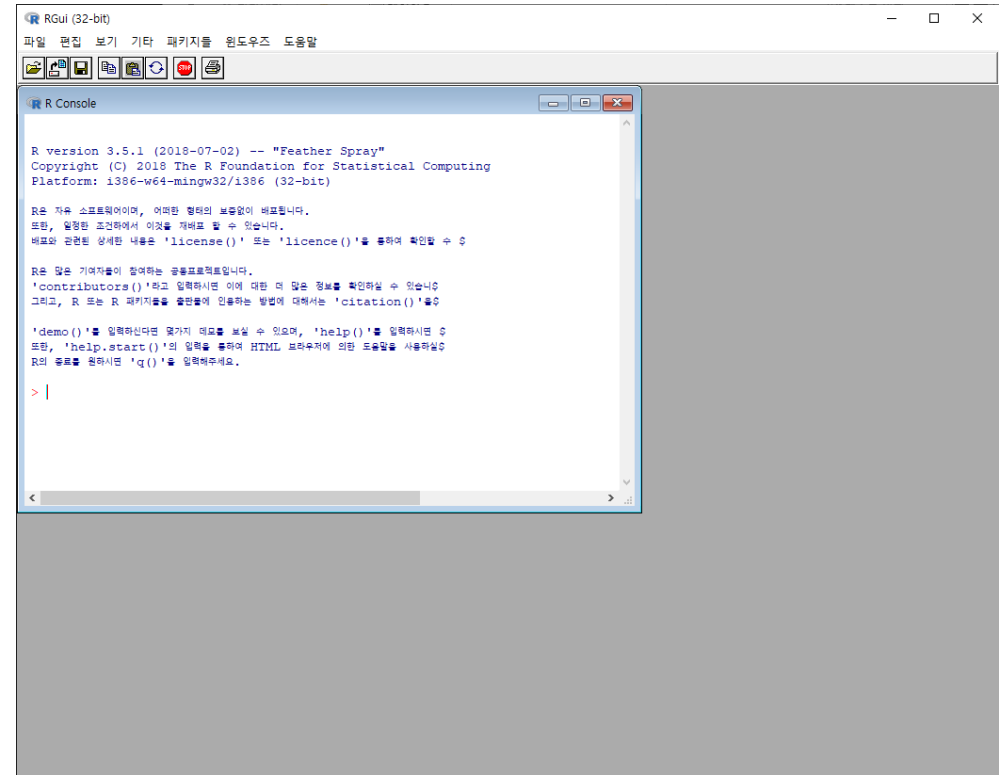 RGui (32-bit)
파일 편집 보기 기타 패키지들 윈도우즈 도움말
STOP
R Console
R version 3.5.1 (2018-07-02) -- "Feather Spray"
Copyright (C) 2018 The R Foundation for Statistical Computing
Platform: i386-w64-mingw32/i386 (32-bit)
R은 자유 소프트웨어이며, 어떠한 형태의 보증없이 배포됩니다.
또한, 일정한 조건하에서 이것을 재배포 할 수 있습니다.
배포와 관련된 상세한 내용은 'license()' 또는 'licence()'을 통하여 확인할 수 $
R은 많은 기여자들이 참여하는 공동프로젝트입니다.
'contributors()'라고 입력하시면 이에 대한 더 많은 정보를 확인하실 수 있습니$
그리고, R 또는 R 패키지들을 출판물에 인용하는 방법에 대해서는 'citation()'을$
'demo()'를 입력하신다면 몇가지 데모를 보실 수 있으며, 'help()'를 입력하시면 $
또한, 'help.start()'의 입력을 통하여 HTML 브라우저에 의한 도움말을 사용하실$
R의 종료를 원하시면 'q()'을 입력해주세요.
>